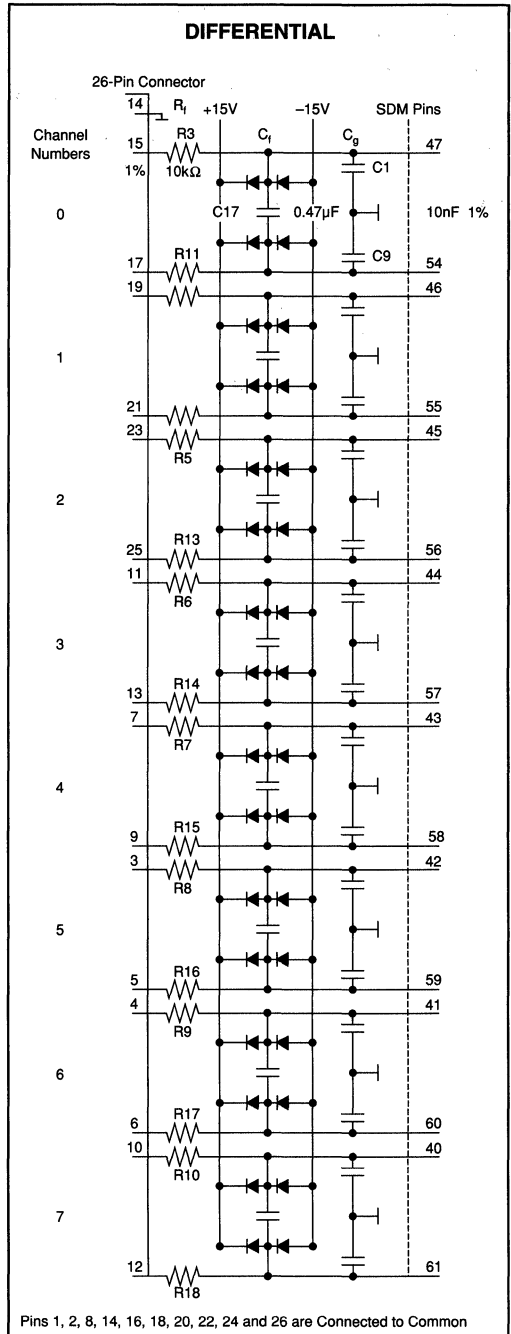 DIFFERENTIAL
26-Pin Connector
14 Rf +15V –15V SDM Pins
Channel Numbers
15 R3 Cf Cg 47
1% 10kΩ C1
0 C17 0.47µF 10nF 1%
C9
17 R11 54
19 46
1
21 55
23 45
R5
2
25 R13 56
11 44
R6
3
13 R14 57
7 43
R7
4
9 R15 58
3 42
R8
5
5 R16 59
4 41
R9
6
6 R17 60
10 40
R10
7
12 61
R18
Pins 1, 2, 8, 14, 16, 18, 20, 22, 24 and 26 are Connected to Common